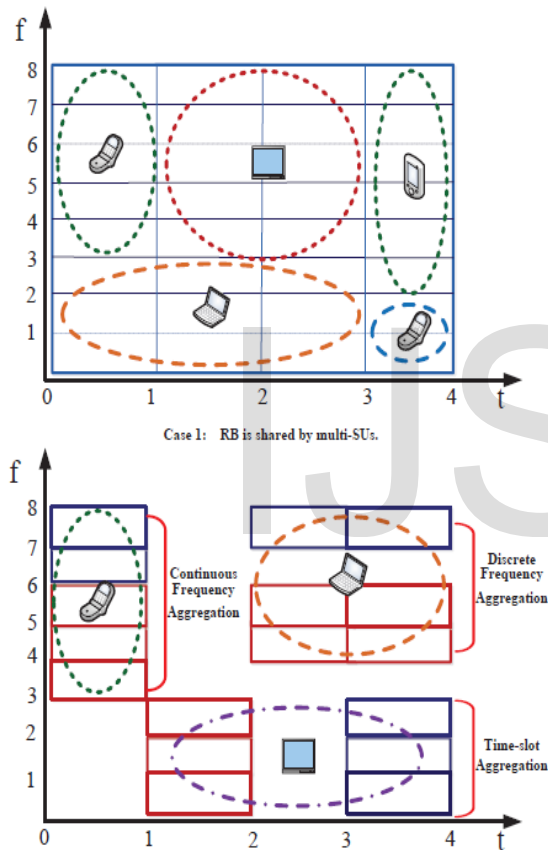 f
8
7
6
5
4
3
2
1
0 1 2 3 4 t
Case 1: RB is shared by multi-SUs.
IJS
f
8
7
6
5
4
3
2
1
Continuous
Frequency
Aggregation
Discrete
Frequency
Aggregation
Time-slot
Aggregation
0 1 2 3 4 t